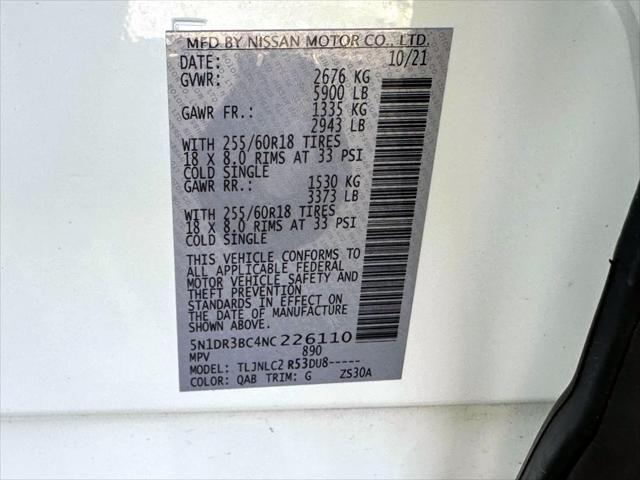 MFD BY NISSAN MOTOR CO., LTD.
DATE: 10/21
GVWR: 2676 KG
5900 LB
GAWR FR.: 1335 KG
2943 LB
WITH 255/60R18 TIRES
18 X 8.0 RIMS AT 33 PSI
COLD SINGLE
GAWR RR.: 1530 KG
3373 LB
WITH 255/60R18 TIRES
18 X 8.0 RIMS AT 33 PSI
COLD SINGLE
THIS VEHICLE CONFORMS TO
ALL APPLICABLE FEDERAL
MOTOR VEHICLE SAFETY AND
THEFT PREVENTION
STANDARDS IN EFFECT ON
THE DATE OF MANUFACTURE
SHOWN ABOVE.
5N1DR3BC4NC226110
MPV 890
MODEL: TLJNLC2 R53DU8-----
COLOR: QAB TRIM: G ZS30A